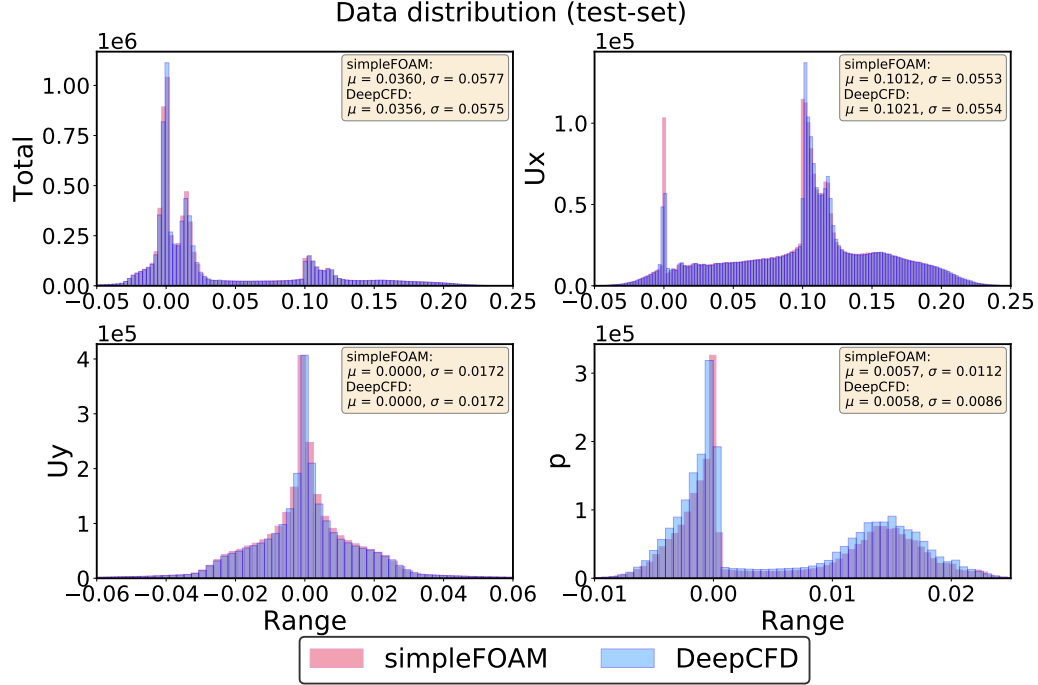 Data distribution (test-set)
1e6
Total
1.00
0.75
0.50
0.25
0.00
−0.05 0.00 0.05 0.10 0.15 0.20 0.25
simpleFOAM:
μ = 0.0360, σ = 0.0577
DeepCFD:
μ = 0.0356, σ = 0.0575
1e5
Ux
1.0
0.5
0.0
−0.05 0.00 0.05 0.10 0.15 0.20 0.25
simpleFOAM:
μ = 0.1012, σ = 0.0553
DeepCFD:
μ = 0.1021, σ = 0.0554
1e5
Uy
4
3
2
1
0
−0.06 −0.04 −0.02 0.00 0.02 0.04 0.06
Range
simpleFOAM:
μ = 0.0000, σ = 0.0172
DeepCFD:
μ = 0.0000, σ = 0.0172
1e5
p
3
2
1
0
−0.01 0.00 0.01 0.02
Range
simpleFOAM:
μ = 0.0057, σ = 0.0112
DeepCFD:
μ = 0.0058, σ = 0.0086
simpleFOAM DeepCFD